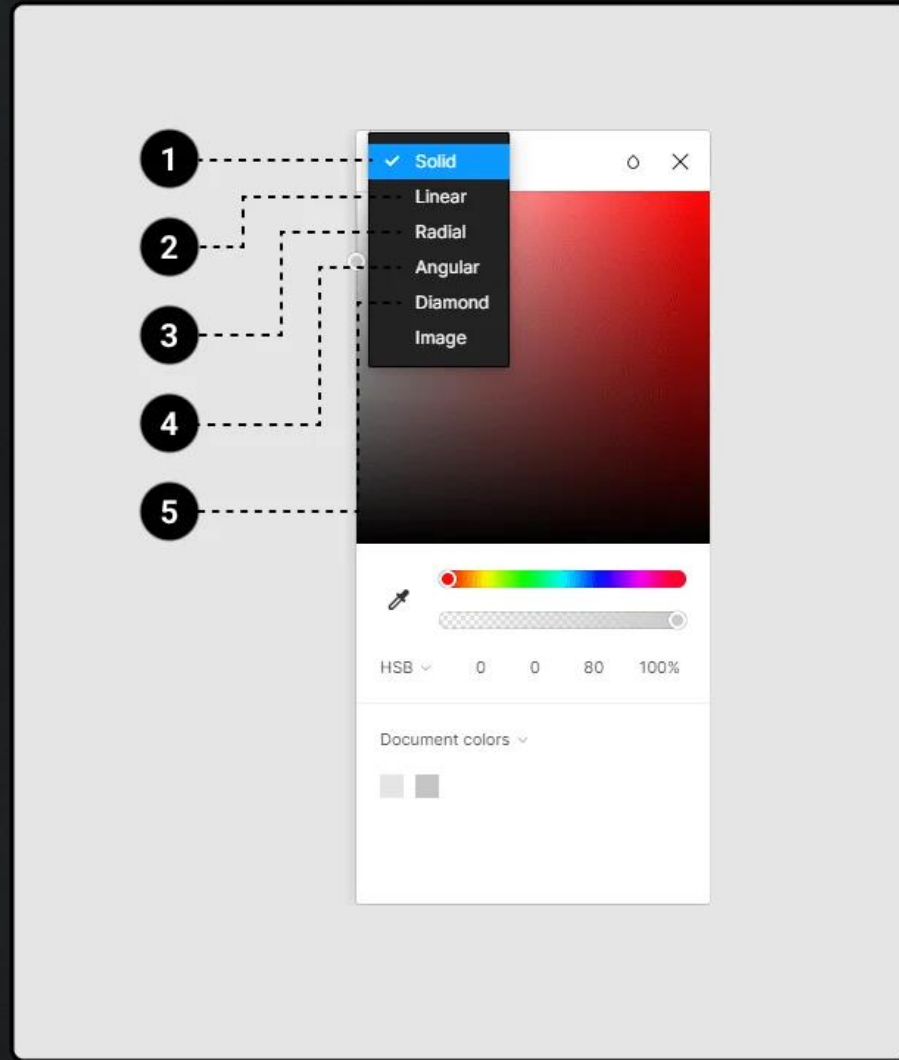 1
Solid
2
Linear
3
Radial
4
Angular
5
Diamond
Image
HSB 0 0 80 100%
Document colors